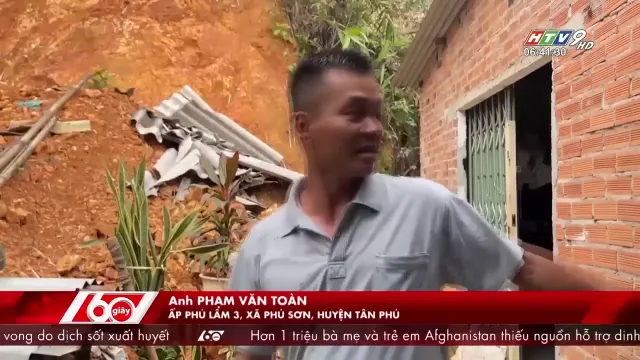 HTV9 HD
06:41:30
60 giây
Anh PHẠM VĂN TOÀN
ẤP PHÚ LẮM 3, XÃ PHÚ SƠN, HUYỆN TÂN PHÚ
vong do dịch sốt xuất huyết 60 Hơn 1 triệu bà mẹ và trẻ em Afghanistan thiếu nguồn hỗ trợ dinh